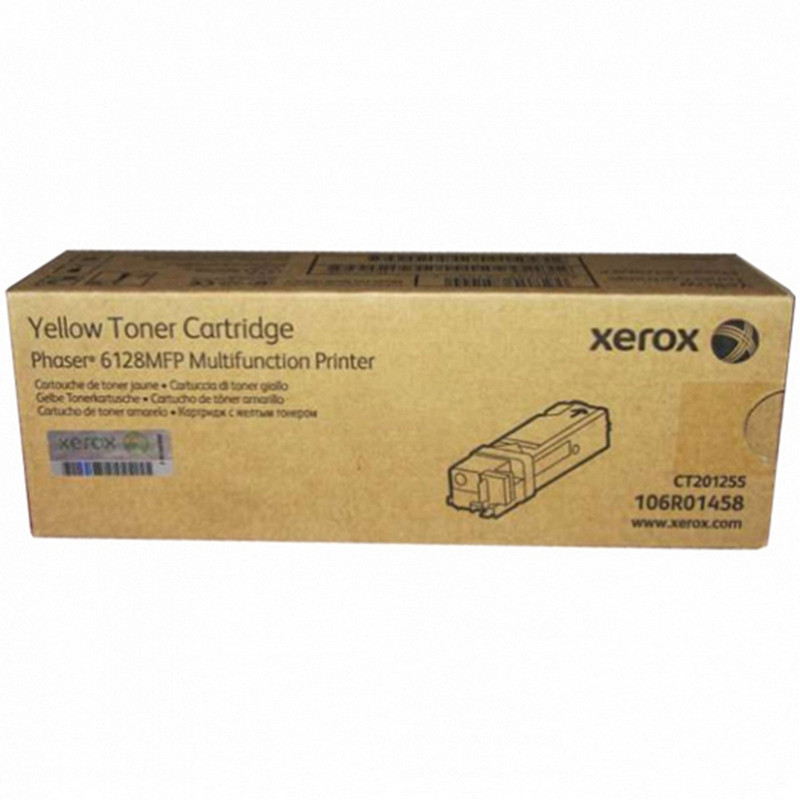 Yellow Toner Cartridge
Phaser® 6128MFP Multifunction Printer
Cartouche de toner jaune • Cartuccia di toner giallo
Gelbe Tonerkartusche • Cartucho de tóner amarillo
Cartucho de toner amarelo • Картридж с желтым тонером
xerox
xerox
CT201255
106R01458
www.xerox.com